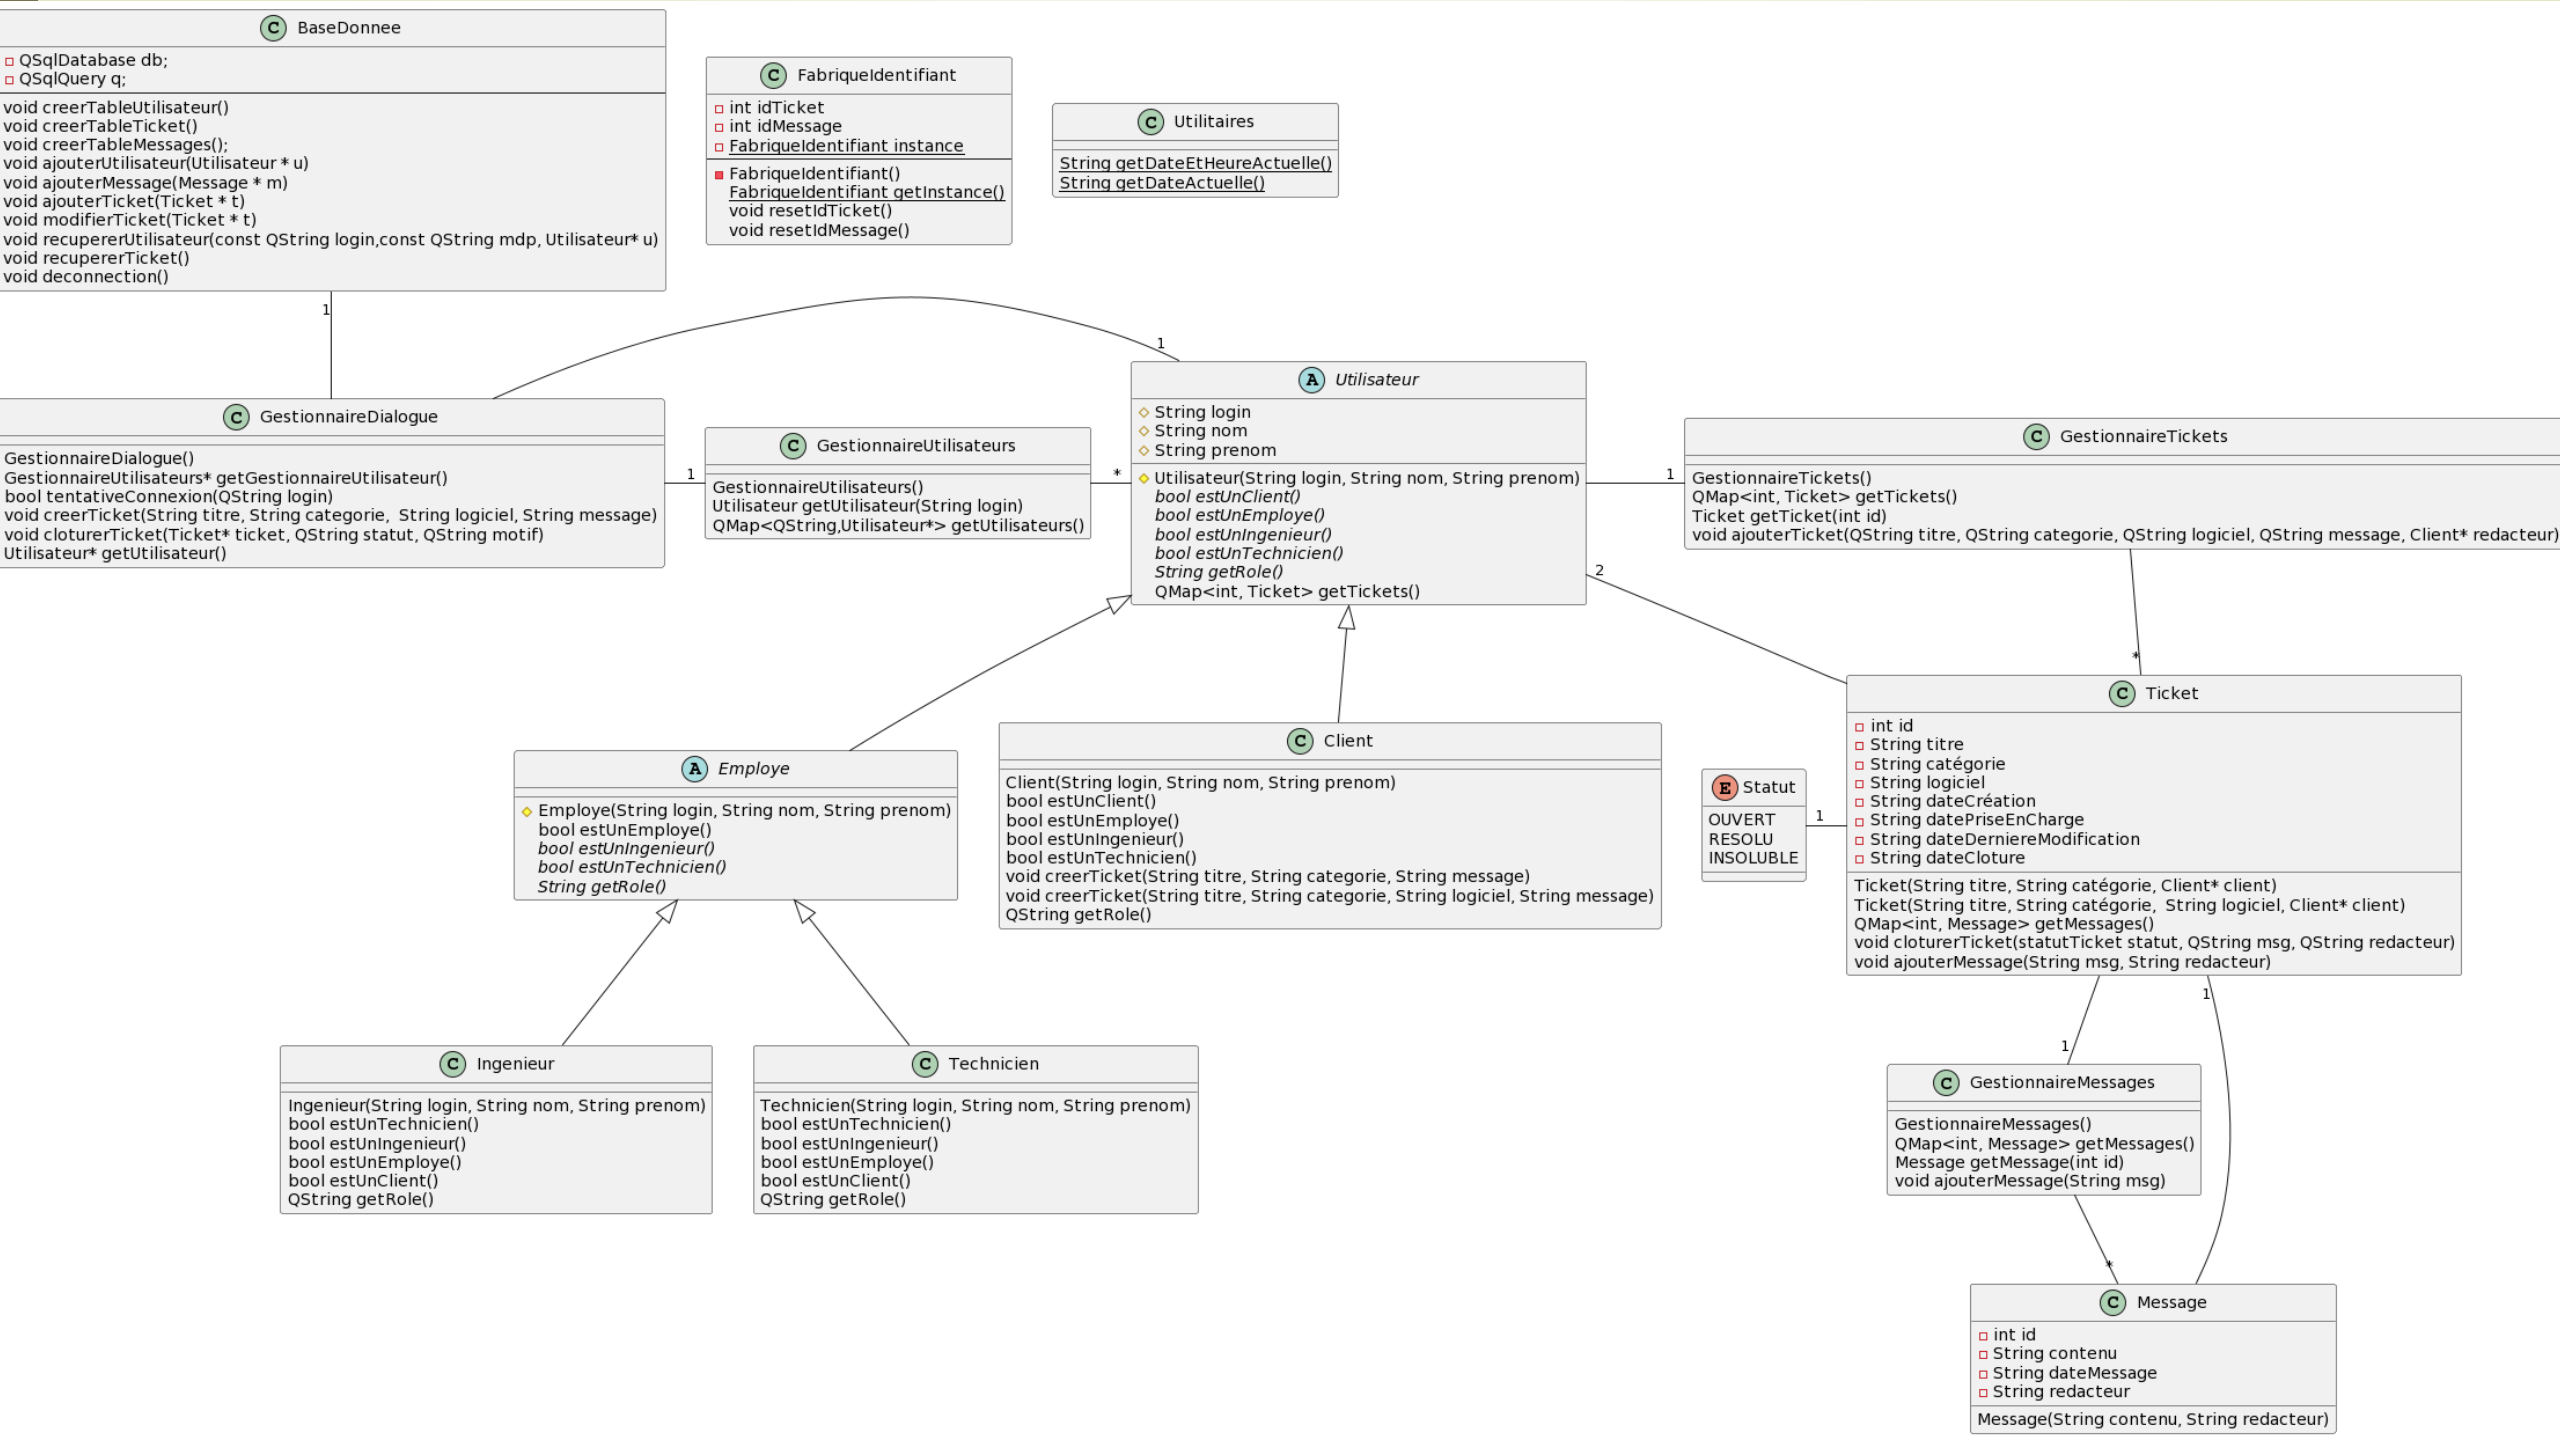 C BaseDonnee
QSqlDatabase db;
QSqlQuery q;
void creerTableUtilisateur()
void creerTableTicket()
void creerTableMessages();
void ajouterUtilisateur(Utilisateur * u)
void ajouterMessage(Message * m)
void ajouterTicket(Ticket * t)
void modifierTicket(Ticket * t)
void recupererUtilisateur(const QString login,const QString mdp, Utilisateur* u)
void recupererTicket()
void deconnection()
C FabriqueIdentifiant
int idTicket
int idMessage
FabriqueIdentifiant instance
FabriqueIdentifiant()
FabriqueIdentifiant getInstance()
void resetIdTicket()
void resetIdMessage()
C Utilitaires
String getDateEtHeureActuelle()
String getDateActuelle()
1
1
C GestionnaireDialogue
GestionnaireDialogue()
GestionnaireUtilisateurs* getGestionnaireUtilisateur()
bool tentativeConnexion(QString login)
void creerTicket(String titre, String categorie,  String logiciel, String message)
void cloturerTicket(Ticket* ticket, QString statut, QString motif)
Utilisateur* getUtilisateur()
1
C GestionnaireUtilisateurs
GestionnaireUtilisateurs()
Utilisateur getUtilisateur(String login)
QMap<QString,Utilisateur*> getUtilisateurs()
*
A Utilisateur
String login
String nom
String prenom
Utilisateur(String login, String nom, String prenom)
bool estUnClient()
bool estUnEmploye()
bool estUnIngenieur()
bool estUnTechnicien()
String getRole()
QMap<int, Ticket> getTickets()
1
2
C GestionnaireTickets
GestionnaireTickets()
QMap<int, Ticket> getTickets()
Ticket getTicket(int id)
void ajouterTicket(QString titre, QString categorie, QString logiciel, QString message, Client* redacteur)
*
A Employe
Employe(String login, String nom, String prenom)
bool estUnEmploye()
bool estUnIngenieur()
bool estUnTechnicien()
String getRole()
C Client
Client(String login, String nom, String prenom)
bool estUnClient()
bool estUnEmploye()
bool estUnIngenieur()
bool estUnTechnicien()
void creerTicket(String titre, String categorie, String message)
void creerTicket(String titre, String categorie, String logiciel, String message)
QString getRole()
E Statut
OUVERT
RESOLU
INSOLUBLE
1
C Ticket
int id
String titre
String catégorie
String logiciel
String dateCréation
String datePriseEnCharge
String dateDerniereModification
String dateCloture
Ticket(String titre, String catégorie, Client* client)
Ticket(String titre, String catégorie,  String logiciel, Client* client)
QMap<int, Message> getMessages()
void cloturerTicket(statutTicket statut, QString msg, QString redacteur)
void ajouterMessage(String msg, String redacteur)
1
1
C Ingenieur
Ingenieur(String login, String nom, String prenom)
bool estUnTechnicien()
bool estUnIngenieur()
bool estUnEmploye()
bool estUnClient()
QString getRole()
C Technicien
Technicien(String login, String nom, String prenom)
bool estUnTechnicien()
bool estUnIngenieur()
bool estUnEmploye()
bool estUnClient()
QString getRole()
C GestionnaireMessages
GestionnaireMessages()
QMap<int, Message> getMessages()
Message getMessage(int id)
void ajouterMessage(String msg)
*
C Message
int id
String contenu
String dateMessage
String redacteur
Message(String contenu, String redacteur)